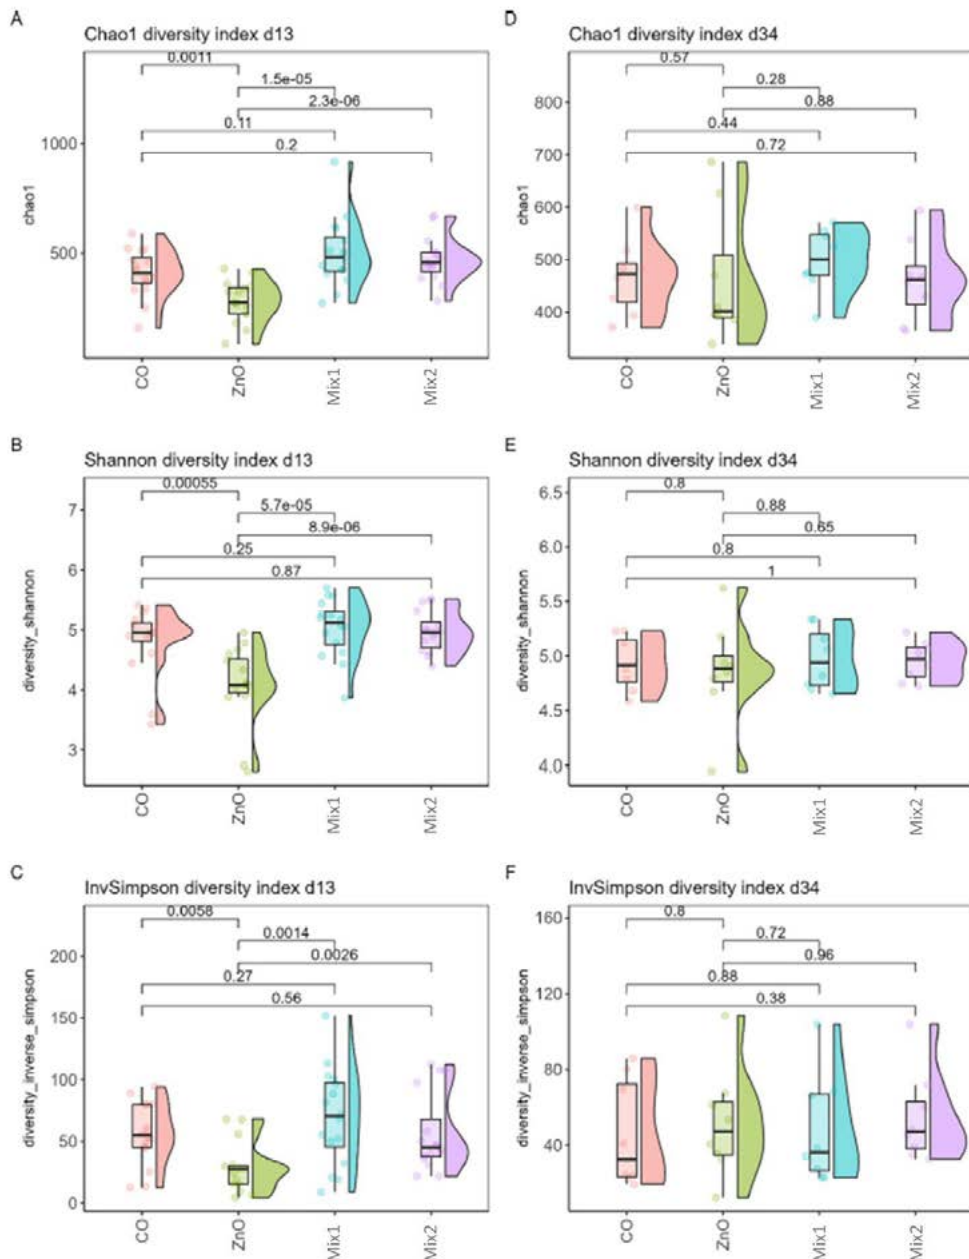 A
Chao1 diversity index d13
0.0011
1.5e-05
2.3e-06
0.11
0.2
1000
500
chao1
CO
ZnO
Mix1
Mix2
D
Chao1 diversity index d34
0.57
0.28
0.88
0.44
0.72
800
700
600
500
400
chao1
CO
ZnO
Mix1
Mix2
B
Shannon diversity index d13
0.00055
5.7e-05
8.9e-06
0.25
0.87
7
6
5
4
3
diversity_shannon
CO
ZnO
Mix1
Mix2
E
Shannon diversity index d34
0.8
0.88
0.65
0.8
1
6.5
6.0
5.5
5.0
4.5
4.0
diversity_shannon
CO
ZnO
Mix1
Mix2
C
InvSimpson diversity index d13
0.0058
0.0014
0.0026
0.27
0.56
200
150
100
50
0
diversity_inverse_simpson
CO
ZnO
Mix1
Mix2
F
InvSimpson diversity index d34
0.8
0.72
0.96
0.88
0.38
160
120
80
40
diversity_inverse_simpson
CO
ZnO
Mix1
Mix2